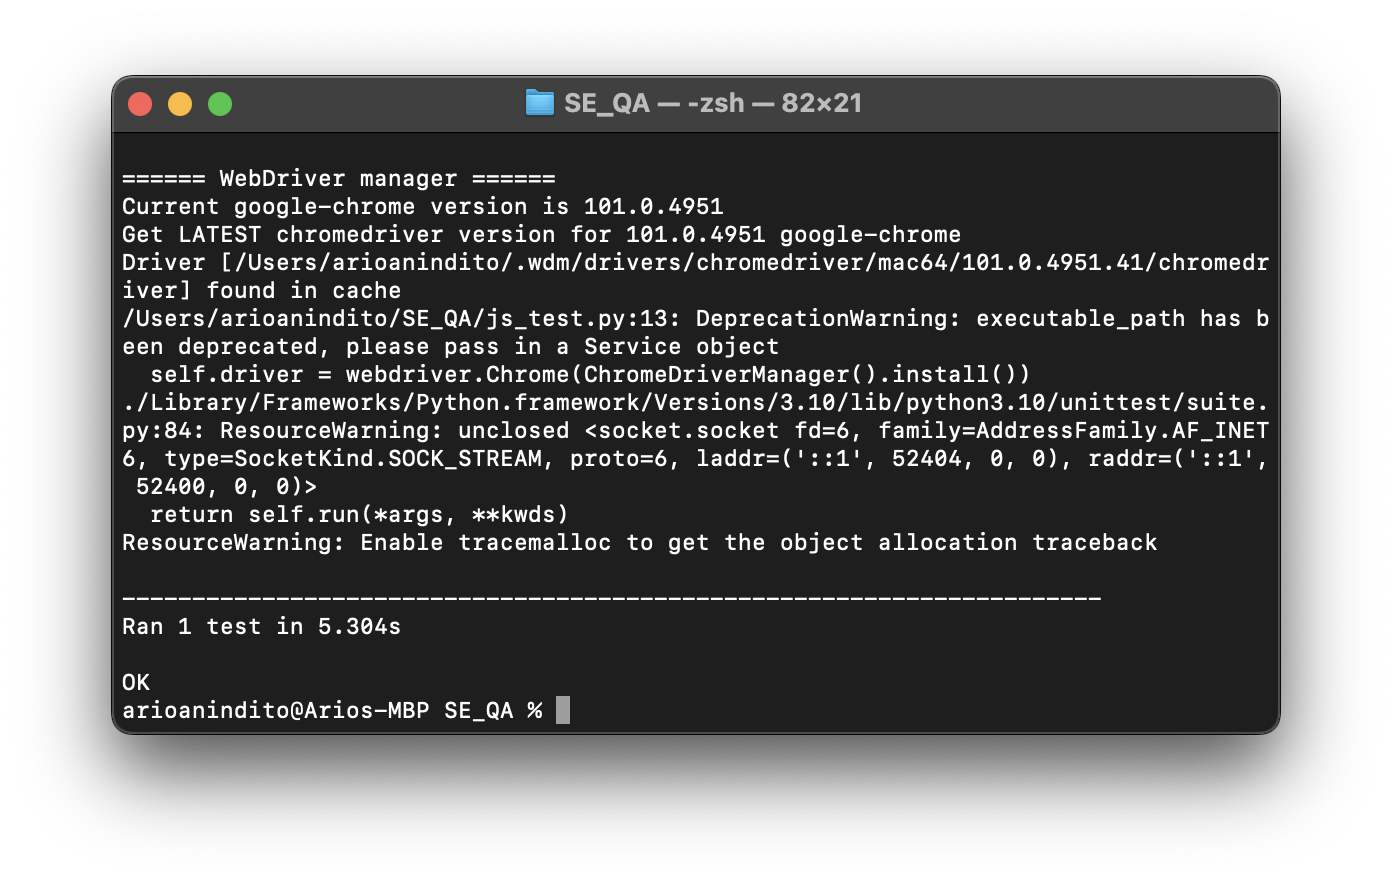 SE_QA — -zsh — 82×21
====== WebDriver manager ======
Current google-chrome version is 101.0.4951
Get LATEST chromedriver version for 101.0.4951 google-chrome
Driver [/Users/arioanindito/.wdm/drivers/chromedriver/mac64/101.0.4951.41/chromedr
iver] found in cache
/Users/arioanindito/SE_QA/js_test.py:13: DeprecationWarning: executable_path has b
een deprecated, please pass in a Service object
  self.driver = webdriver.Chrome(ChromeDriverManager().install())
./Library/Frameworks/Python.framework/Versions/3.10/lib/python3.10/unittest/suite.
py:84: ResourceWarning: unclosed <socket.socket fd=6, family=AddressFamily.AF_INET
6, type=SocketKind.SOCK_STREAM, proto=6, laddr=('::1', 52404, 0, 0), raddr=('::1',
 52400, 0, 0)>
  return self.run(*args, **kwds)
ResourceWarning: Enable tracemalloc to get the object allocation traceback
----------------------------------------------------------------------
Ran 1 test in 5.304s
OK
arioanindito@Arios-MBP SE_QA %